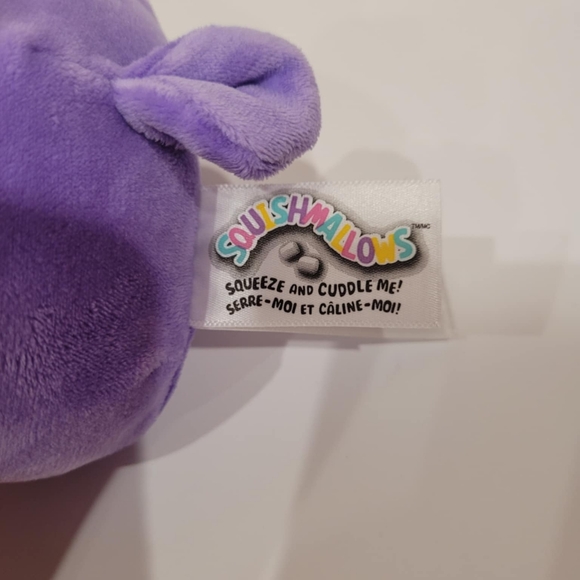 SQUISHMALLOWS
SQUEEZE AND CUDDLE ME!
SERRE-MOI ET CÂLINE-MOI!